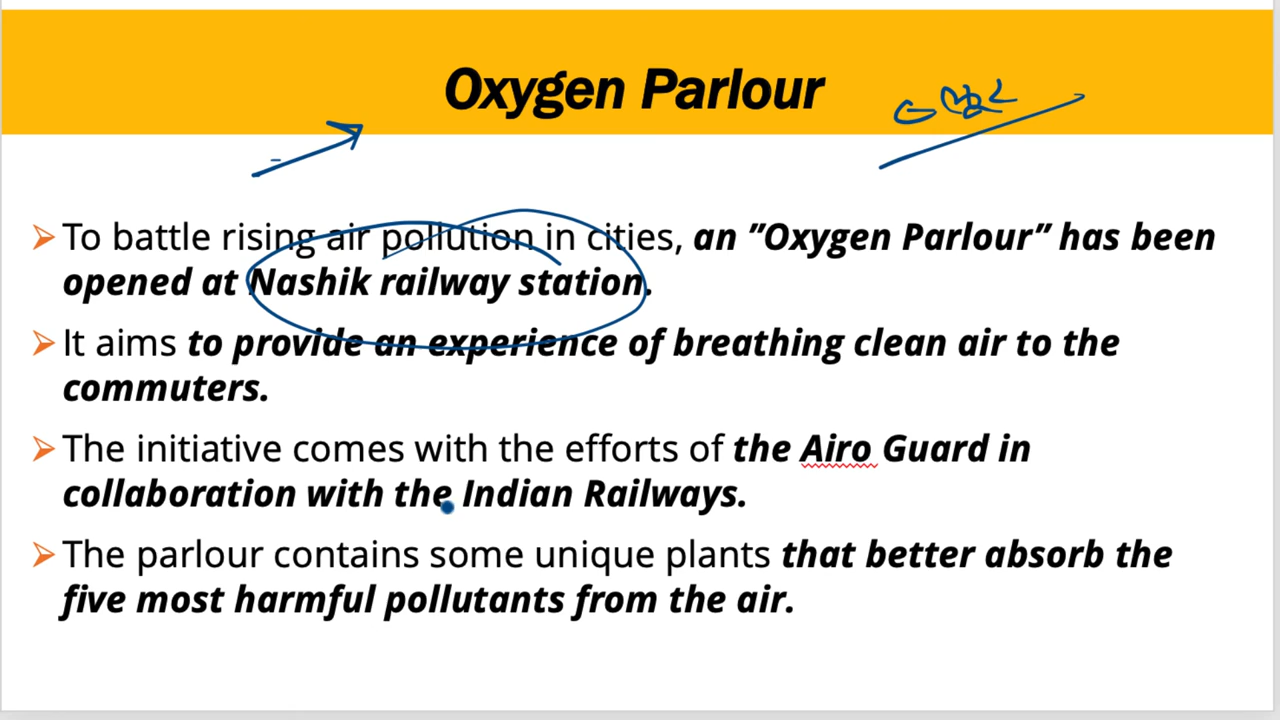 Oxygen Parlour
➢ To battle rising air pollution in cities, an ”Oxygen Parlour” has been
opened at Nashik railway station.
➢ It aims to provide an experience of breathing clean air to the
commuters.
➢ The initiative comes with the efforts of the Airo Guard in
collaboration with the Indian Railways.
➢ The parlour contains some unique plants that better absorb the
five most harmful pollutants from the air.